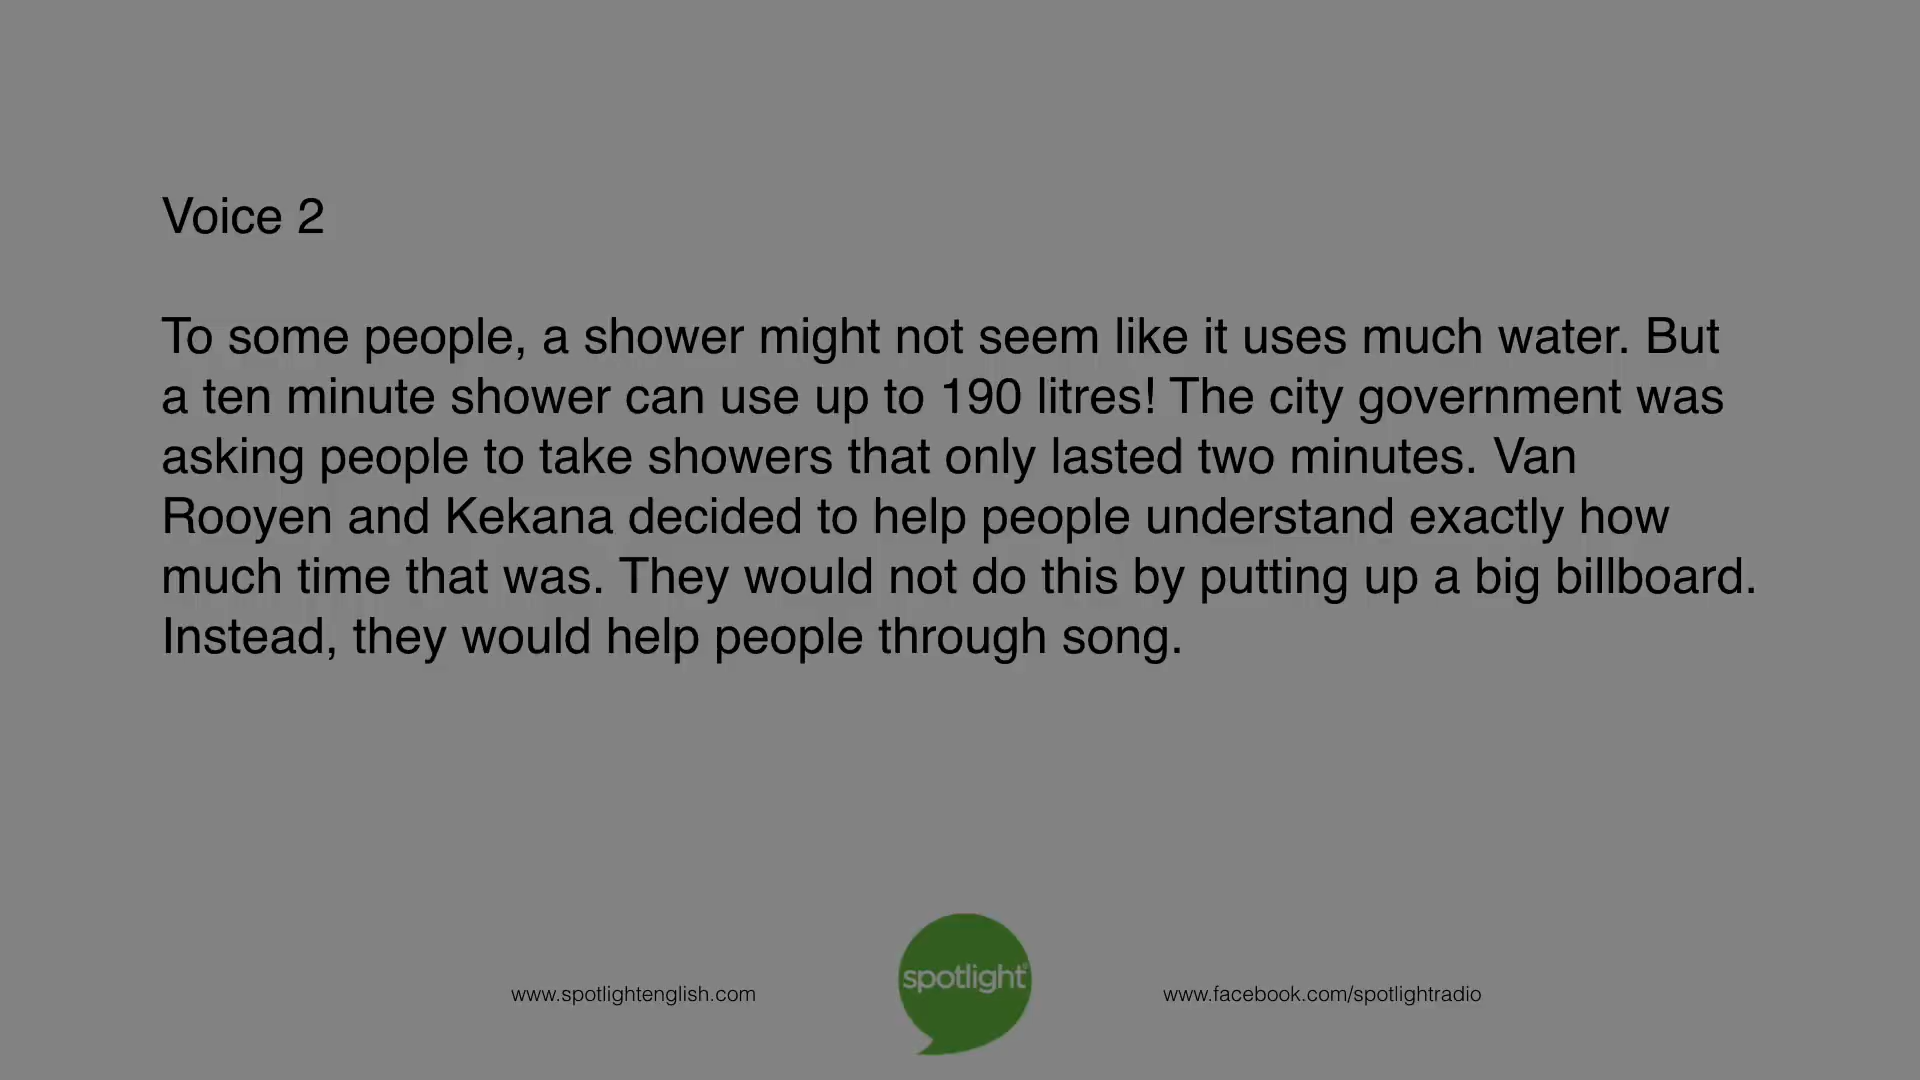 Voice 2
To some people, a shower might not seem like it uses much water. But
a ten minute shower can use up to 190 litres! The city government was
asking people to take showers that only lasted two minutes. Van
Rooyen and Kekana decided to help people understand exactly how
much time that was. They would not do this by putting up a big billboard.
Instead, they would help people through song.
www.spotlightenglish.com
spotlight®
www.facebook.com/spotlightradio